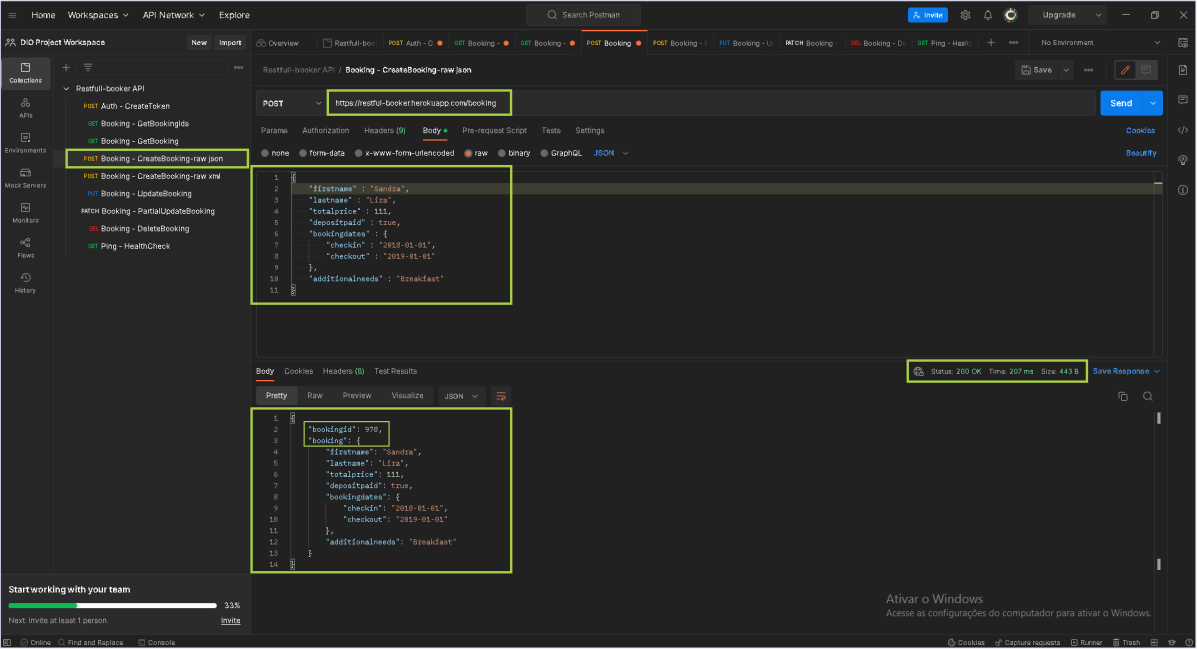 Home Workspaces API Network Explore Search Postman Invite Upgrade
DiO Project Workspace New Import Overview Restfull-bool POST Auth - C GET Booking - GET Booking - POST Booking POST Booking - PUT Booking - U PATCH Booking - DEL Booking - De GET Ping - Healt No Environment
Collections
APIs
Environments
Mock Servers
Monitors
Flows
History
Restfull-booker API
POST Auth - CreateToken
GET Booking - GetBookingIds
GET Booking - GetBooking
POST Booking - CreateBooking-raw json
POST Booking - CreateBooking-raw xml
PUT Booking - UpdateBooking
PATCH Booking - PartialUpdateBooking
DEL Booking - DeleteBooking
GET Ping - HealthCheck
Restfull-booker API / Booking - CreateBooking-raw json Save
POST https://restful-booker.herokuapp.com/booking Send
Params Authorization Headers (9) Body Pre-request Script Tests Settings Cookies
none form-data x-www-form-urlencoded raw binary GraphQL JSON Beautify
1 {
2 "firstname" : "Sandra",
3 "lastname" : "Lira",
4 "totalprice" : 111,
5 "depositpaid" : true,
6 "bookingdates" : {
7 "checkin" : "2018-01-01",
8 "checkout" : "2019-01-01"
9 },
10 "additionalneeds" : "Breakfast"
11 }
Body Cookies Headers (8) Test Results Status: 200 OK Time: 207 ms Size: 443 B Save Response
Pretty Raw Preview Visualize JSON
1 {
2 "bookingid": 978,
3 "booking": {
4 "firstname": "Sandra",
5 "lastname": "Lira",
6 "totalprice": 111,
7 "depositpaid": true,
8 "bookingdates": {
9 "checkin": "2018-01-01",
10 "checkout": "2019-01-01"
11 },
12 "additionalneeds": "Breakfast"
13 }
14 }
Start working with your team
33%
Next: Invite at least 1 person. Invite
Ativar o Windows
Acesse as configurações do computador para ativar o Windows.
Online Find and Replace Console Cookies Capture requests Runner Trash